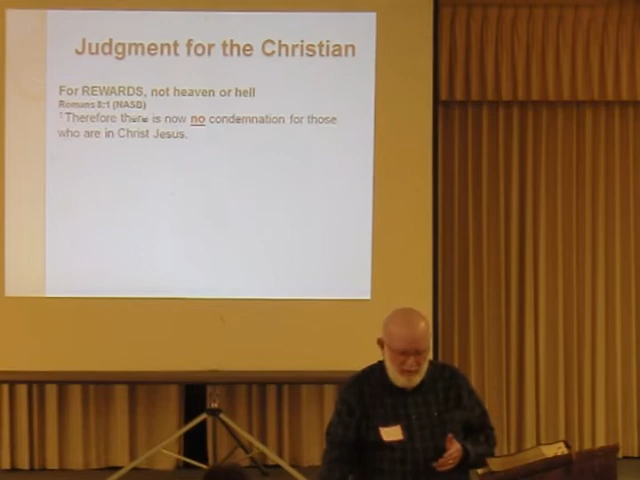 Judgment for the Christian
For REWARDS, not heaven or hell
Romans 8:1 (NASB)
1 Therefore there is now no condemnation for those
who are in Christ Jesus.